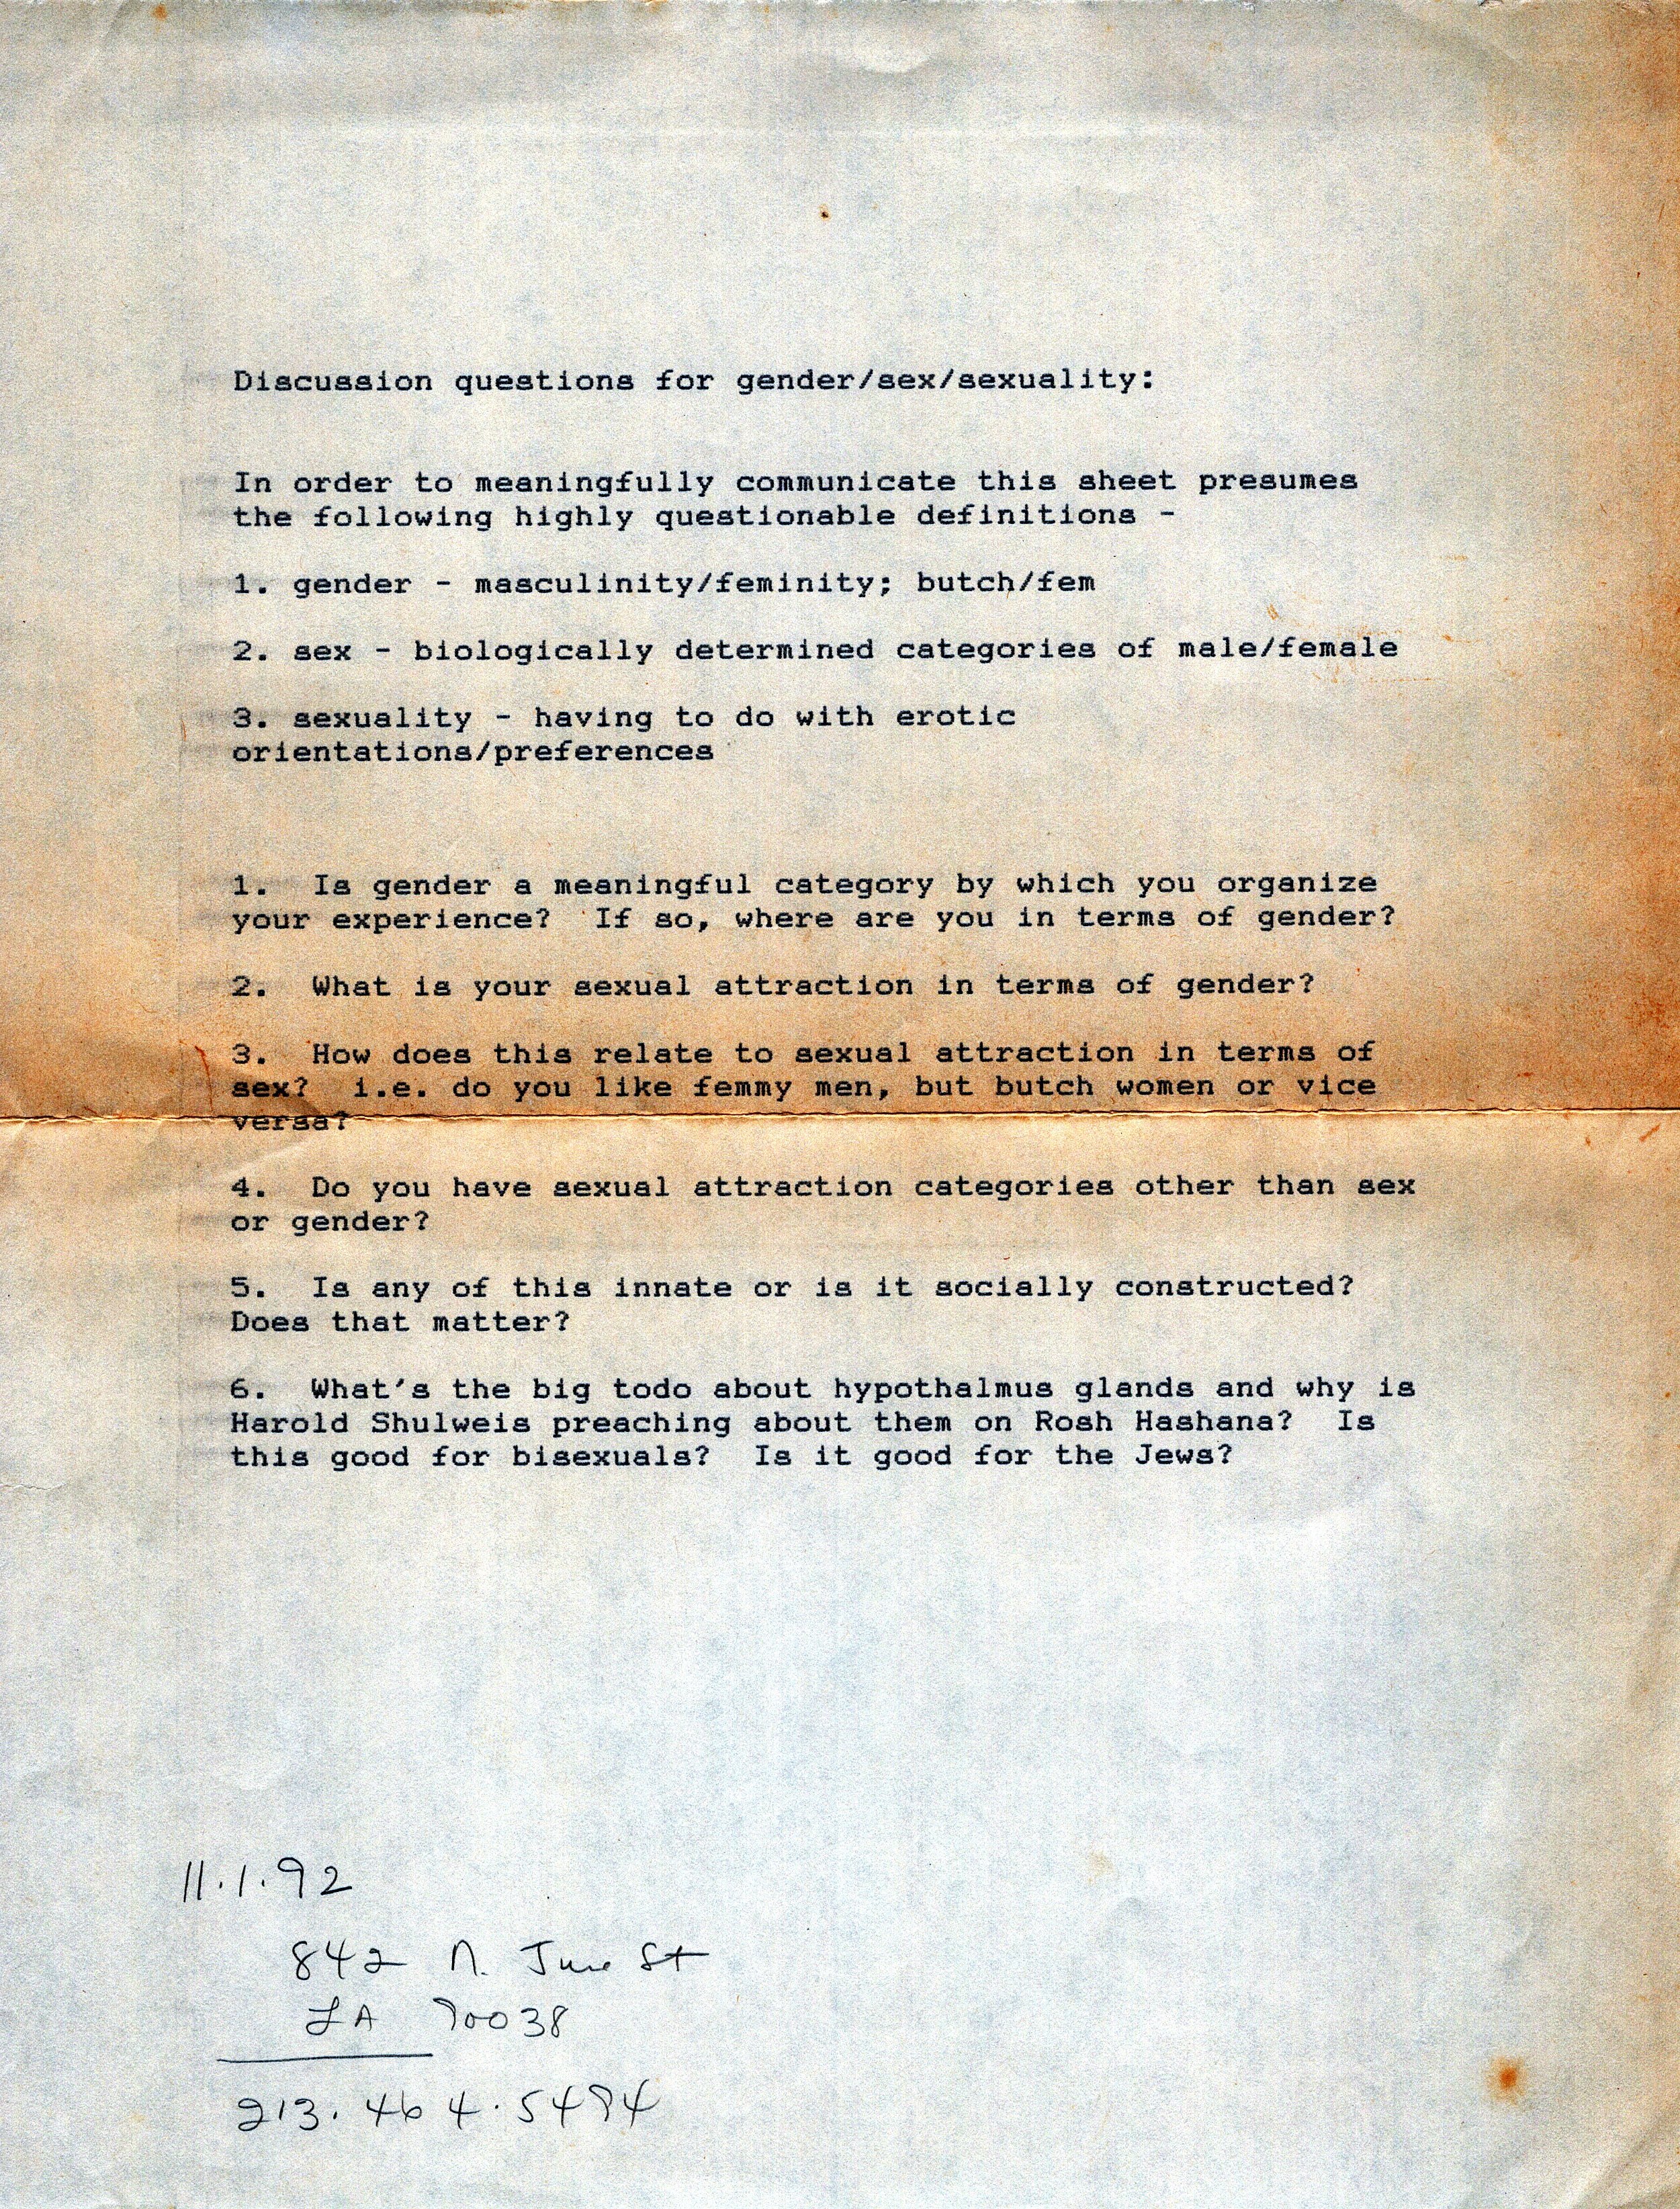 Discussion questions for gender/sex/sexuality:
In order to meaningfully communicate this sheet presumes
the following highly questionable definitions -
1. gender - masculinity/feminity; butch/fem
2. sex - biologically determined categories of male/female
3. sexuality - having to do with erotic
orientations/preferences
1. Is gender a meaningful category by which you organize
your experience? If so, where are you in terms of gender?
2. What is your sexual attraction in terms of gender?
3. How does this relate to sexual attraction in terms of
sex? i.e. do you like femmy men, but butch women or vice
versa?
4. Do you have sexual attraction categories other than sex
or gender?
5. Is any of this innate or is it socially constructed?
Does that matter?
6. What's the big todo about hypothalmus glands and why is
Harold Shulweis preaching about them on Rosh Hashana? Is
this good for bisexuals? Is it good for the Jews?
11.1.92
842 N. June St
LA 90038
213.464.5494